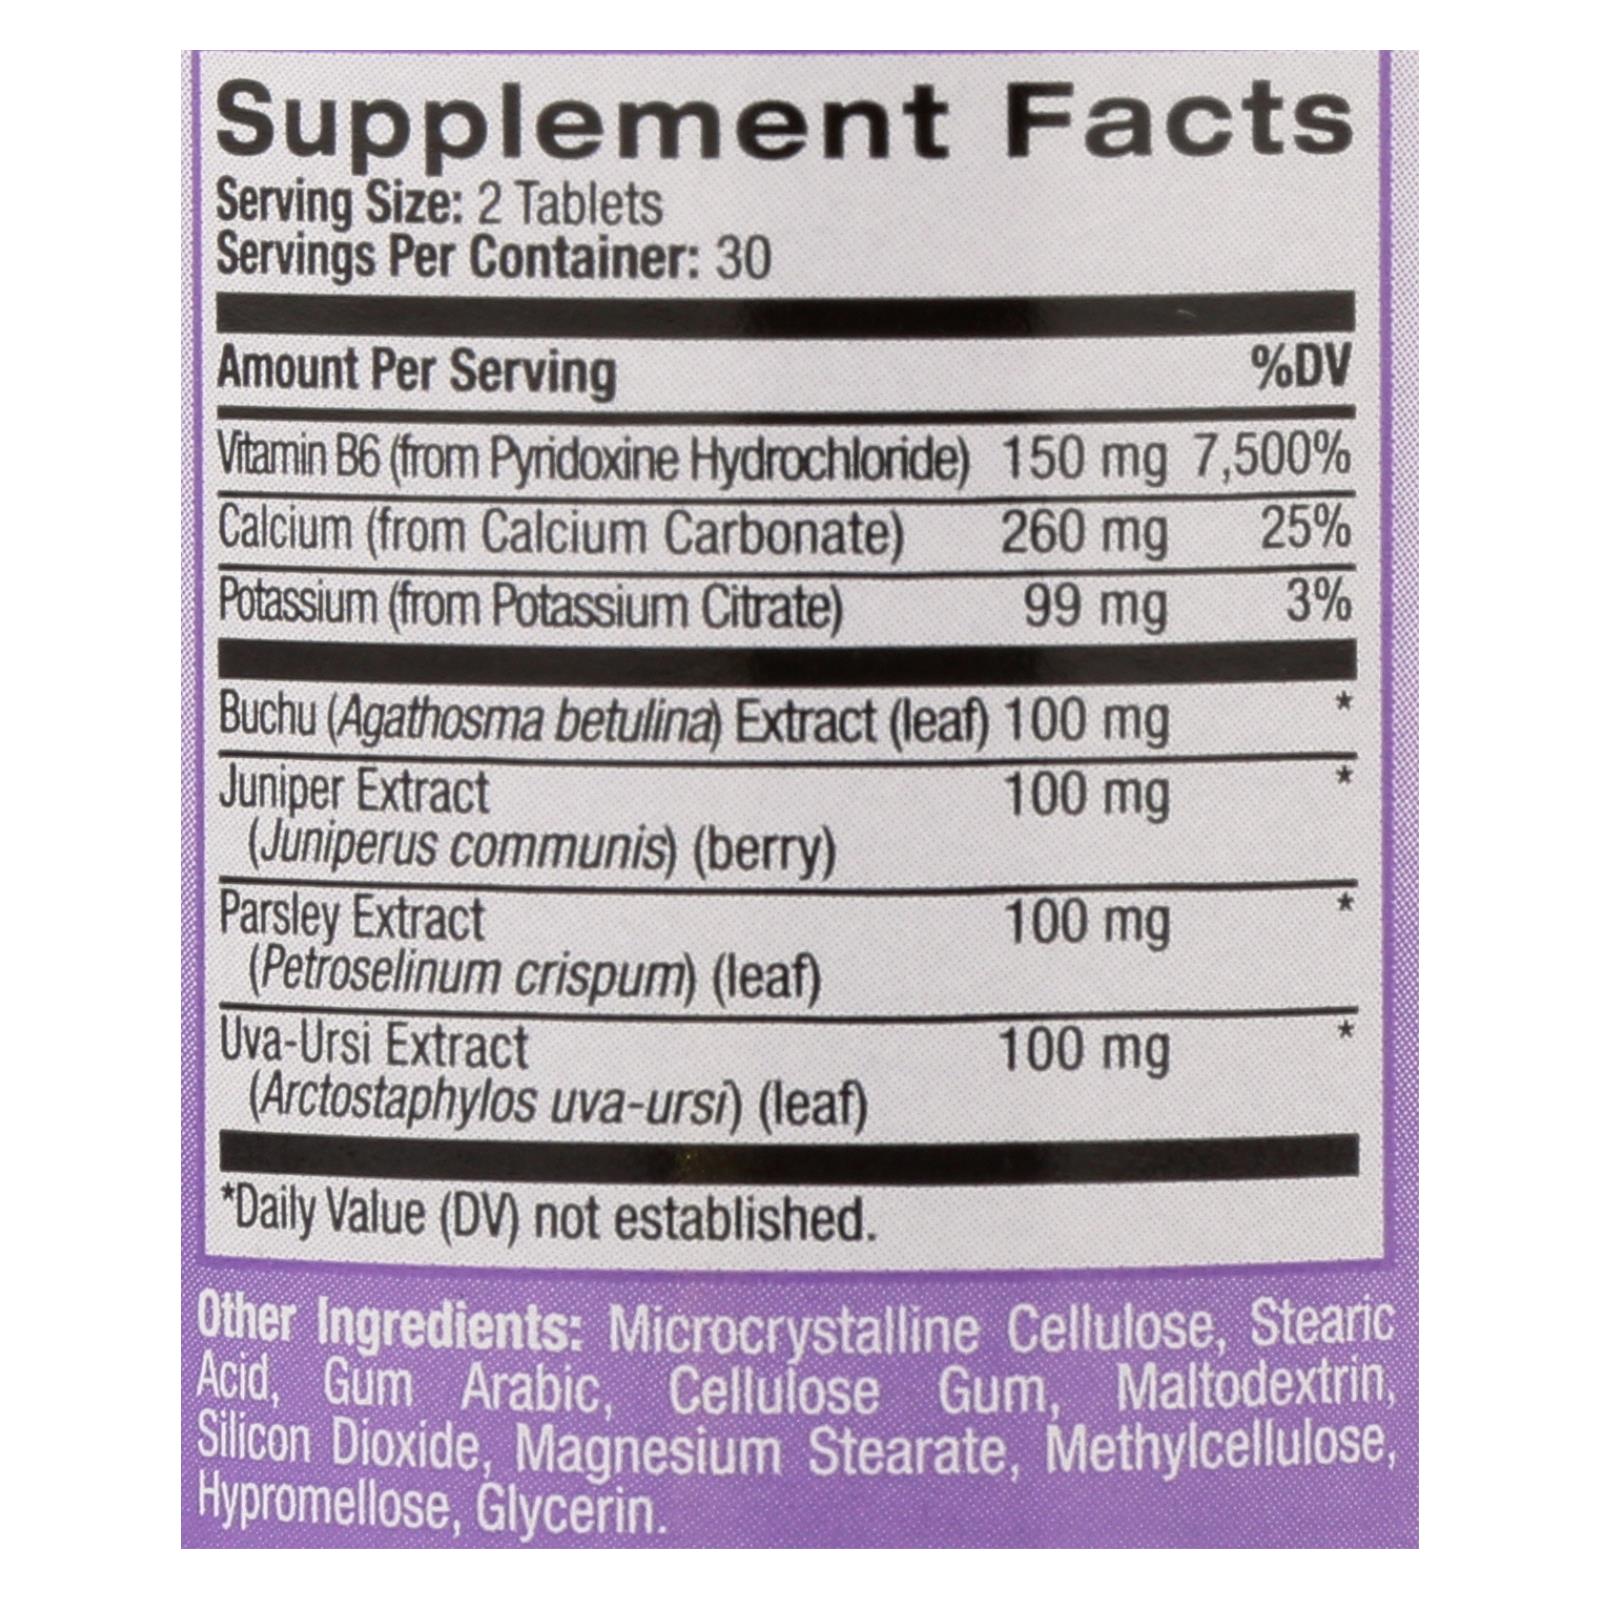 Supplement Facts
Serving Size: 2 Tablets
Servings Per Container: 30
Amount Per Serving %DV
Vitamin B6 (from Pyridoxine Hydrochloride) 150 mg 7,500%
Calcium (from Calcium Carbonate) 260 mg 25%
Potassium (from Potassium Citrate) 99 mg 3%
Buchu (Agathosma betulina) Extract (leaf) 100 mg *
Juniper Extract 100 mg *
(Juniperus communis) (berry)
Parsley Extract 100 mg *
(Petroselinum crispum) (leaf)
Uva-Ursi Extract 100 mg *
(Arctostaphylos uva-ursi) (leaf)
*Daily Value (DV) not established.
Other Ingredients: Microcrystalline Cellulose, Stearic
Acid, Gum Arabic, Cellulose Gum, Maltodextrin,
Silicon Dioxide, Magnesium Stearate, Methylcellulose,
Hypromellose, Glycerin.